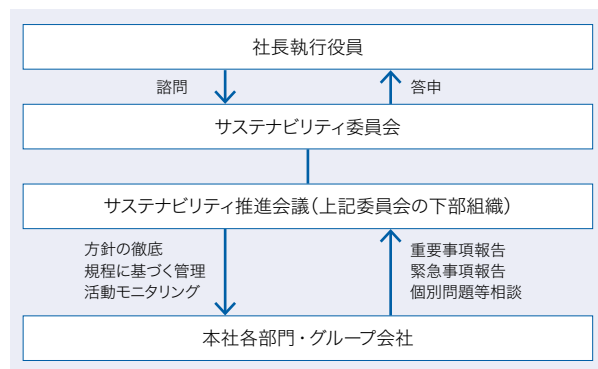 社長執行役員
諮問
答申
サステナビリティ委員会
サステナビリティ推進会議(上記委員会の下部組織)
方針の徹底
規程に基づく管理
活動モニタリング
重要事項報告
緊急事項報告
個別問題等相談
本社各部門・グループ会社